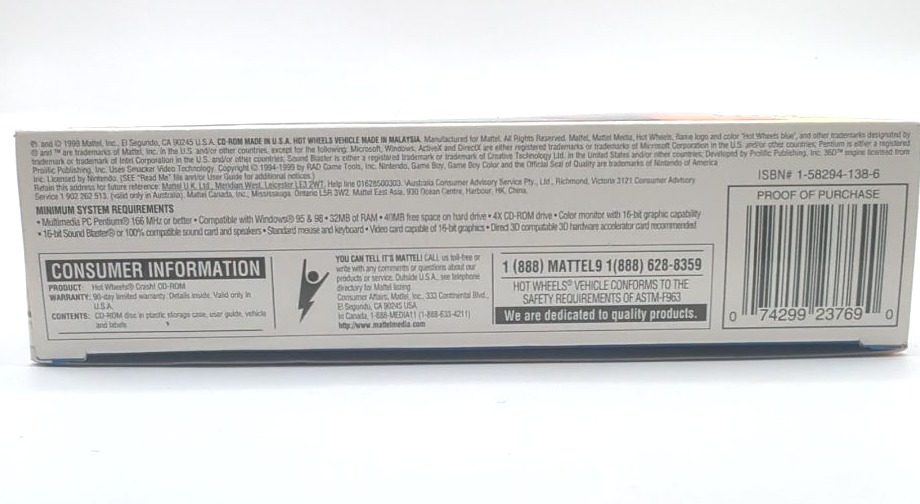 ® and © 1999 Mattel, Inc., El Segundo, CA 90245 U.S.A. CD-ROM MADE IN U.S.A. HOT WHEELS VEHICLE MADE IN MALAYSIA. Manufactured for Mattel. All Rights Reserved. Mattel, Mattel Media, Hot Wheels, flame logo and color "Hot Wheels blue", and other trademarks designated by
® and ™ are trademarks of Mattel, Inc. in the U.S. and/or other countries, except for the following: Microsoft, Windows, ActiveX and DirectX are either registered trademarks or trademarks of Microsoft Corporation in the U.S. and/or other countries; Pentium is either a registered
trademark or trademark of Intel Corporation in the U.S. and/or other countries; Sound Blaster is either a registered trademark or trademark of Creative Technology Ltd. in the United States and/or other countries; Developed by Prolific Publishing, Inc. 360™ engine licensed from
Prolific Publishing, Inc. Uses Smacker Video Technology. Copyright © 1994-1999 by RAD Game Tools, Inc. Nintendo, Game Boy, Game Boy Color and the Official Seal of Quality are trademarks of Nintendo of America
Inc. Licensed by Nintendo. (SEE "Read Me" file and/or User Guide for additional notices.)
Retain this address for future reference: Mattel U.K. Ltd., Meridian West, Leicester LE3 2WT. Help line 01628500303. Australia Consumer Advisory Service Pty., Ltd., Richmond, Victoria 3121 Consumer Advisory
Service 1 902 262 513. (valid only in Australia). Mattel Canada, Inc., Mississauga, Ontario L5R 3W2. Mattel East Asia, 930 Ocean Centre, Harbour, HK, China.
ISBN# 1-58294-138-6
MINIMUM SYSTEM REQUIREMENTS
• Multimedia PC Pentium® 166 MHz or better • Compatible with Windows® 95 & 98 • 32MB of RAM • 40MB free space on hard drive • 4X CD-ROM drive • Color monitor with 16-bit graphic capability
• 16-bit Sound Blaster® or 100% compatible sound card and speakers • Standard mouse and keyboard • Video card capable of 16-bit graphics • Direct 3D compatable 3D hardware accelerator card recommended
CONSUMER INFORMATION
PRODUCT: Hot Wheels® Crash! CD-ROM
WARRANTY: 90-day limited warranty. Details inside. Valid only in
U.S.A.
CONTENTS: CD-ROM disc in plastic storage case, user guide, vehicle
and labels
YOU CAN TELL IT'S MATTEL! CALL us toll-free or
write with any comments or questions about our
products or service. Outside U.S.A., see telephone
directory for Mattel listing.
Consumer Affairs, Mattel, Inc., 333 Continental Blvd.,
El Segundo, CA 90245 USA.
In Canada, 1-888-MEDIA11 (1-888-633-4211)
http://www.mattelmedia.com
1 (888) MATTEL9 1(888) 628-8359
HOT WHEELS® VEHICLE CONFORMS TO THE
SAFETY REQUIREMENTS OF ASTM-F963
We are dedicated to quality products.
PROOF OF PURCHASE
0 74299 23769 0